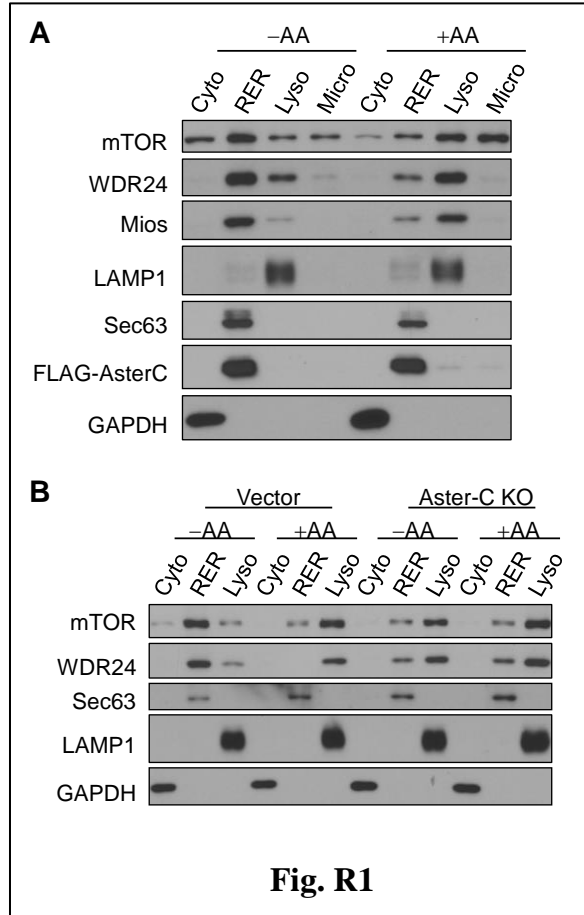 A
−AA +AA
Cyto RER Lyso Micro Cyto RER Lyso Micro
mTOR
WDR24
Mios
LAMP1
Sec63
FLAG-AsterC
GAPDH
B
Vector Aster-C KO
−AA +AA −AA +AA
Cyto RER Lyso Cyto RER Lyso Cyto RER Lyso Cyto RER Lyso
mTOR
WDR24
Sec63
LAMP1
GAPDH
Fig. R1